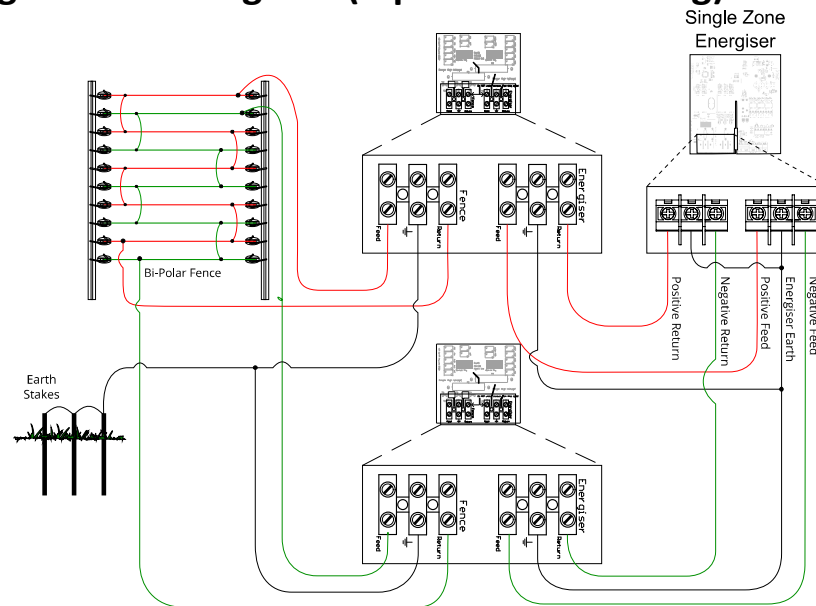 Single Zone
Energiser
Fence
Energiser
Feed
Return
Feed
Return
Bi-Polar Fence
Positive Return
Negative Return
Positive Feed
Energiser Earth
Negative Feed
Earth
Stakes
Fence
Energiser
Feed
Return
Feed
Return